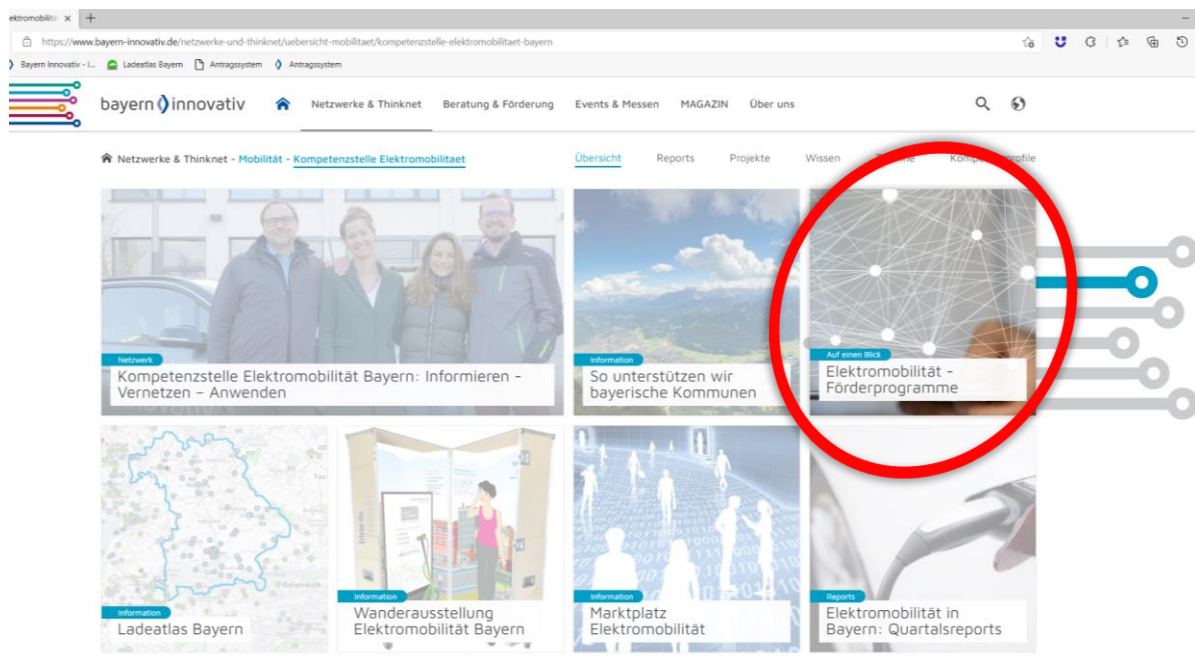 ektromobilit
https://www.bayern-innovativ.de/netzwerke-und-thinknet/uebersicht-mobilitaet/kompetenzstelle-elektromobilitaet-bayern
Bayern Innovativ - I... Ladeatlas Bayern Antragssystem Antragssystem
bayern innovativ Netzwerke & Thinknet Beratung & Förderung Events & Messen MAGAZIN Über uns
Netzwerke & Thinknet - Mobilität - Kompetenzstelle Elektromobilitaet Übersicht Reports Projekte Wissen
Netzwerk
Kompetenzstelle Elektromobilität Bayern: Informieren -
Vernetzen – Anwenden
Information
So unterstützen wir
bayerische Kommunen
Auf einen Blick
Elektromobilität -
Förderprogramme
Information
Ladeatlas Bayern
Information
Wanderausstellung
Elektromobilität Bayern
Information
Marktplatz
Elektromobilität
Reports
Elektromobilität in
Bayern: Quartalsreports